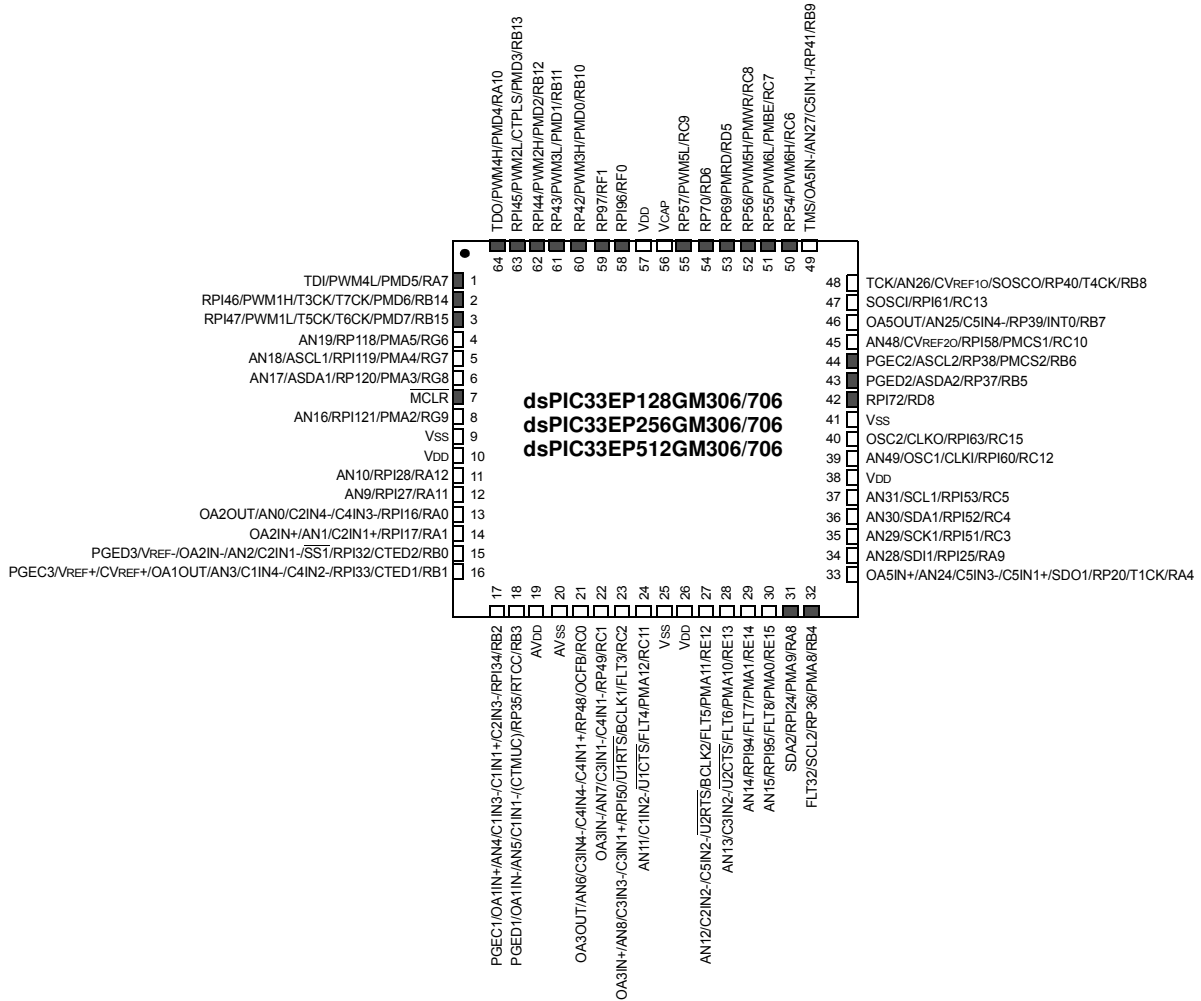 TDO/PWM4H/PMD4/RA10
RPI45/PWM2L/CTPLS/PMD3/RB13
RPI44/PWM2H/PMD2/RB12
RP43/PWM3L/PMD1/RB11
RP42/PWM3H/PMD0/RB10
RP97/RF1
RPI96/RF0
VDD
VCAP
RP57/PWM5L/RC9
RP70/RD6
RP69/PMRD/RD5
RP56/PWM5H/PMWR/RC8
RP55/PWM6L/PMBE/RC7
RP54/PWM6H/RC6
TMS/OA5IN-/AN27/C5IN1-/RP41/RB9
64 63 62 61 60 59 58 57 56 55 54 53 52 51 50 49
TDI/PWM4L/PMD5/RA7 1
RPI46/PWM1H/T3CK/T7CK/PMD6/RB14 2
RPI47/PWM1L/T5CK/T6CK/PMD7/RB15 3
AN19/RP118/PMA5/RG6 4
AN18/ASCL1/RPI119/PMA4/RG7 5
AN17/ASDA1/RP120/PMA3/RG8 6
MCLR 7
AN16/RPI121/PMA2/RG9 8
VSS 9
VDD 10
AN10/RPI28/RA12 11
AN9/RPI27/RA11 12
OA2OUT/AN0/C2IN4-/C4IN3-/RPI16/RA0 13
OA2IN+/AN1/C2IN1+/RPI17/RA1 14
PGED3/VREF-/OA2IN-/AN2/C2IN1-/SS1/RPI32/CTED2/RB0 15
PGEC3/VREF+/CVREF+/OA1OUT/AN3/C1IN4-/C4IN2-/RPI33/CTED1/RB1 16
dsPIC33EP128GM306/706
dsPIC33EP256GM306/706
dsPIC33EP512GM306/706
48 TCK/AN26/CVREF1O/SOSCO/RP40/T4CK/RB8
47 SOSCI/RPI61/RC13
46 OA5OUT/AN25/C5IN4-/RP39/INT0/RB7
45 AN48/CVREF2O/RPI58/PMCS1/RC10
44 PGEC2/ASCL2/RP38/PMCS2/RB6
43 PGED2/ASDA2/RP37/RB5
42 RPI72/RD8
41 VSS
40 OSC2/CLKO/RPI63/RC15
39 AN49/OSC1/CLKI/RPI60/RC12
38 VDD
37 AN31/SCL1/RPI53/RC5
36 AN30/SDA1/RPI52/RC4
35 AN29/SCK1/RPI51/RC3
34 AN28/SDI1/RPI25/RA9
33 OA5IN+/AN24/C5IN3-/C5IN1+/SDO1/RP20/T1CK/RA4
17 18 19 20 21 22 23 24 25 26 27 28 29 30 31 32
PGEC1/OA1IN+/AN4/C1IN3-/C1IN1+/C2IN3-/RPI34/RB2
PGED1/OA1IN-/AN5/C1IN1-/(CTMUC)/RP35/RTCC/RB3
AVDD
AVSS
OA3OUT/AN6/C3IN4-/C4IN4-/C4IN1+/RP48/OCFB/RC0
OA3IN-/AN7/C3IN1-/C4IN1-/RP49/RC1
OA3IN+/AN8/C3IN3-/C3IN1+/RPI50/U1RTS/BCLK1/FLT3/RC2
AN11/C1IN2-/U1CTS/FLT4/PMA12/RC11
VSS
VDD
AN12/C2IN2-/C5IN2-/U2RTS/BCLK2/FLT5/PMA11/RE12
AN13/C3IN2-/U2CTS/FLT6/PMA10/RE13
AN14/RPI94/FLT7/PMA1/RE14
AN15/RPI95/FLT8/PMA0/RE15
SDA2/RPI24/PMA9/RA8
FLT32/SCL2/RP36/PMA8/RB4